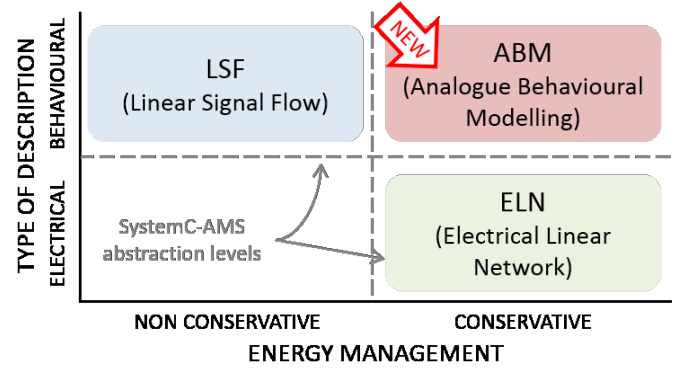 TYPE OF DESCRIPTION
BEHAVIOURAL
ELECTRICAL
LSF
(Linear Signal Flow)
NEW
ABM
(Analogue Behavioural
Modelling)
SystemC-AMS
abstraction levels
ELN
(Electrical Linear
Network)
NON CONSERVATIVE
CONSERVATIVE
ENERGY MANAGEMENT